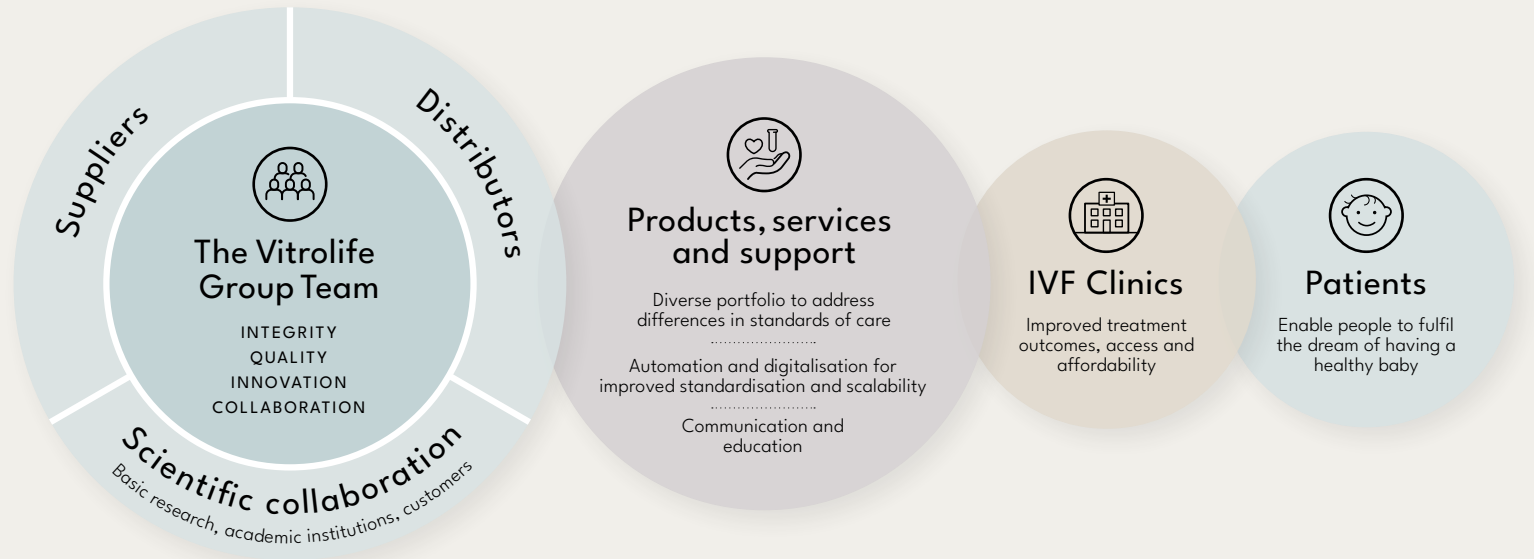 Suppliers
Distributors
The Vitrolife
Group Team
INTEGRITY
QUALITY
INNOVATION
COLLABORATION
Scientific collaboration
Basic research, academic institutions, customers
Products, services
and support
Diverse portfolio to address
differences in standards of care
Automation and digitalisation for
improved standardisation and scalability
Communication and
education
IVF Clinics
Improved treatment
outcomes, access and
affordability
Patients
Enable people to fulfil
the dream of having a
healthy baby